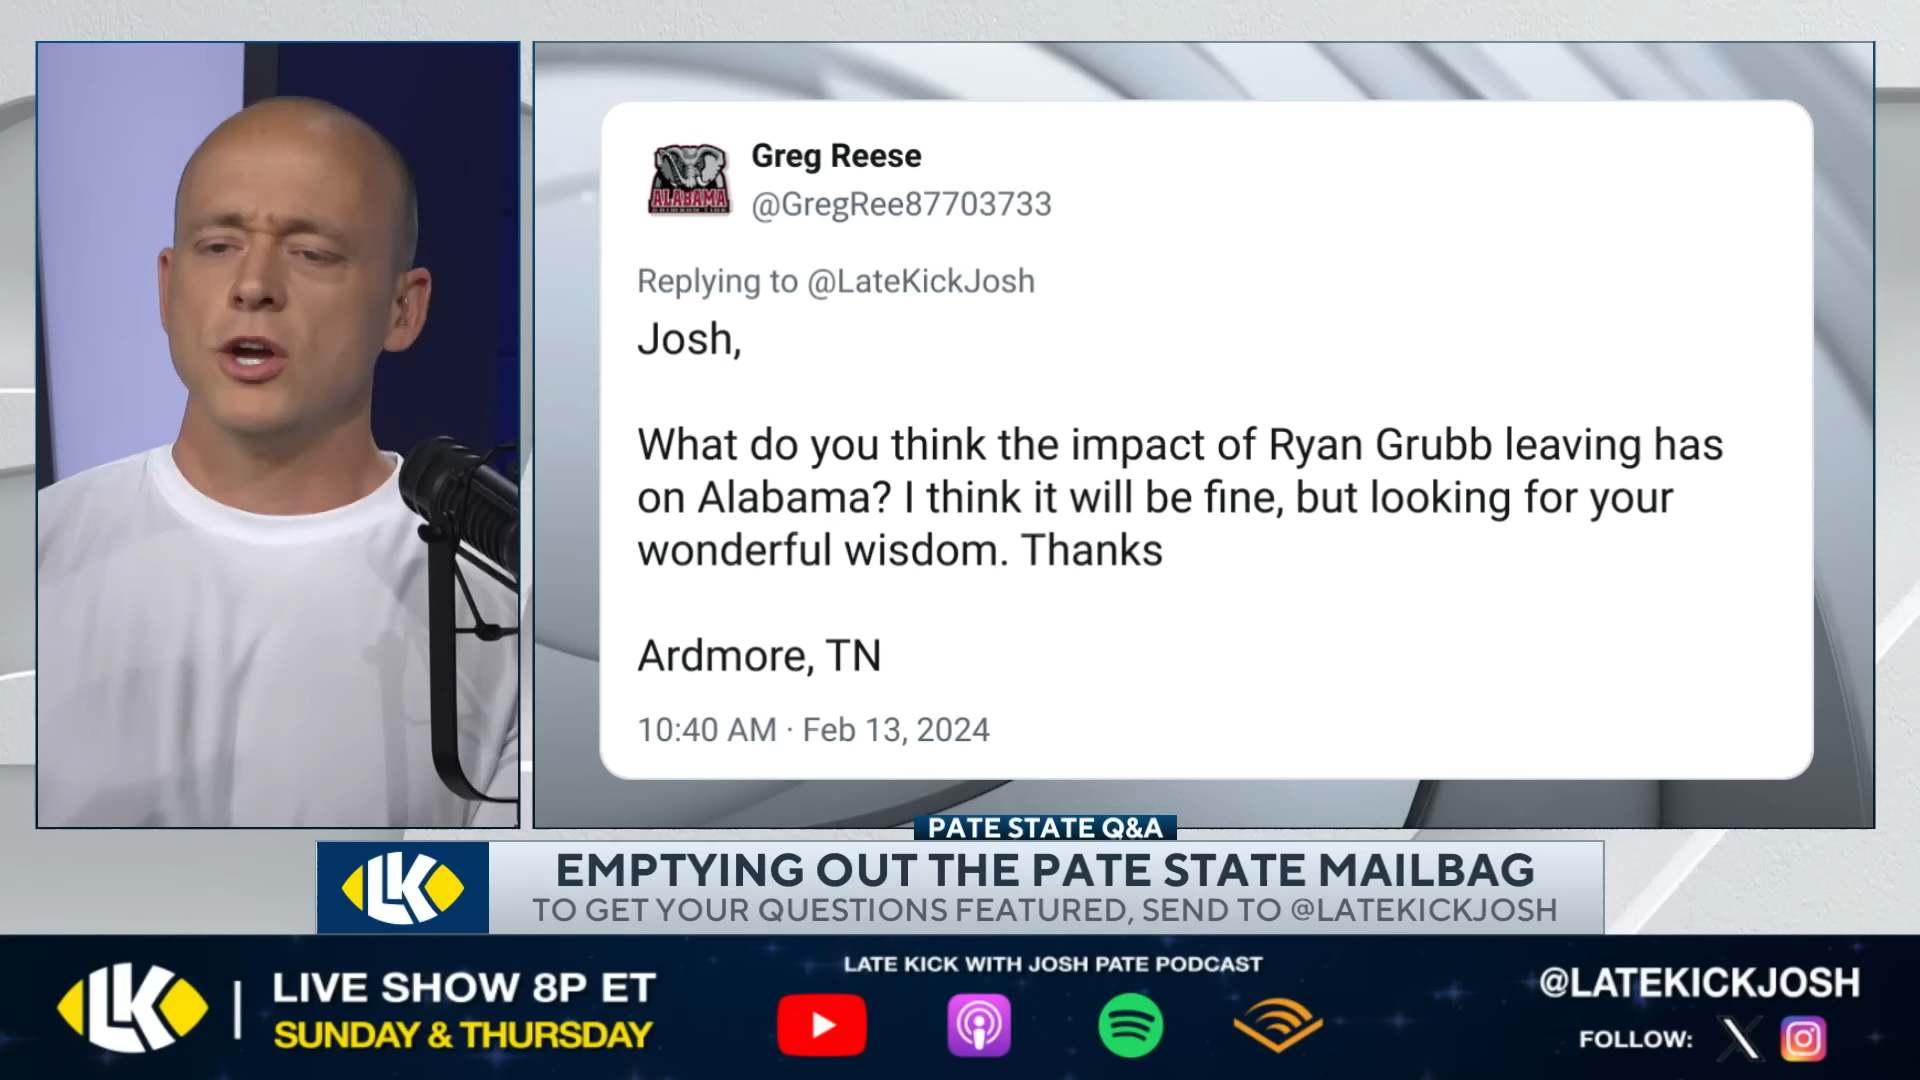 ALABAMA
Greg Reese
@GregRee87703733
Replying to @LateKickJosh
Josh,
What do you think the impact of Ryan Grubb leaving has
on Alabama? I think it will be fine, but looking for your
wonderful wisdom. Thanks
Ardmore, TN
10:40 AM · Feb 13, 2024
PATE STATE Q&A
LK
EMPTYING OUT THE PATE STATE MAILBAG
TO GET YOUR QUESTIONS FEATURED, SEND TO @LATEKICKJOSH
LK
LIVE SHOW 8P ET
SUNDAY & THURSDAY
LATE KICK WITH JOSH PATE PODCAST
@LATEKICKJOSH
FOLLOW: